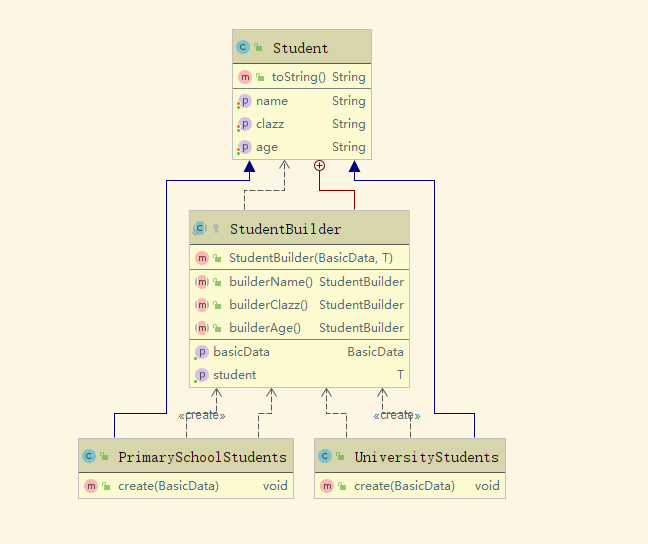 Student
toString() String
name String
clazz String
age String
StudentBuilder
StudentBuilder(BasicData, T)
builderName() StudentBuilder
builderClazz() StudentBuilder
builderAge() StudentBuilder
basicData BasicData
student T
«create» «create»
PrimarySchoolStudents
create(BasicData) void
UniversityStudents
create(BasicData) void